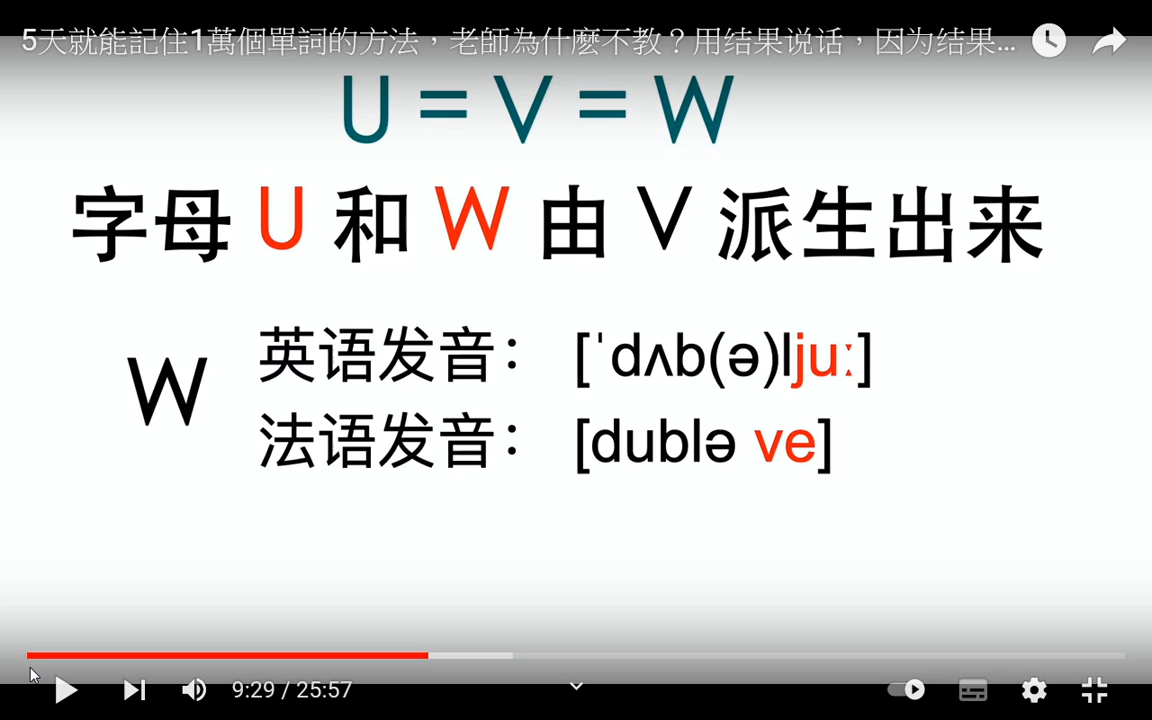 5天就能記住1萬個單詞的方法，老師為什麽不教？用结果说话，因为结果...
U = V = W
字母 U 和 W 由 V 派生出来
W
英语发音： [ˈdʌb(ə)ljuː]
法语发音： [dublə ve]
9:29 / 25:57